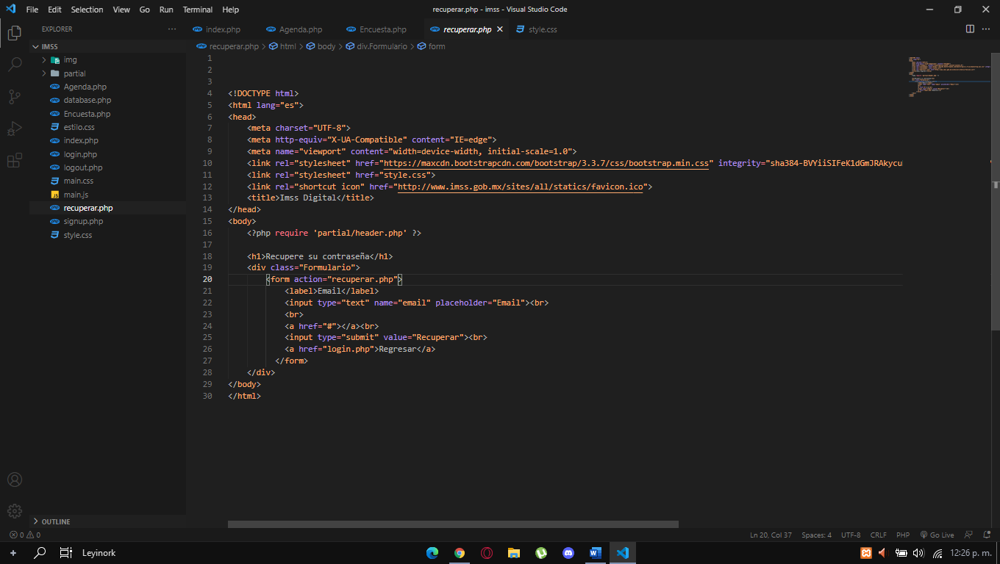 File Edit Selection View Go Run Terminal Help
recuperar.php - imss - Visual Studio Code
EXPLORER
index.php Agenda.php Encuesta.php recuperar.php style.css
IMSS
img
partial
Agenda.php
database.php
Encuesta.php
estilo.css
index.php
login.php
logout.php
main.css
main.js
recuperar.php
signup.php
style.css
OUTLINE
recuperar.php > html > body > div.Formulario > form
1
2
3
4 <!DOCTYPE html>
5 <html lang="es">
6 <head>
7 <meta charset="UTF-8">
8 <meta http-equiv="X-UA-Compatible" content="IE=edge">
9 <meta name="viewport" content="width=device-width, initial-scale=1.0">
10 <link rel="stylesheet" href="https://maxcdn.bootstrapcdn.com/bootstrap/3.3.7/css/bootstrap.min.css" integrity="sha384-BVYiiSIFeK1dGmJRAkycu
11 <link rel="stylesheet" href="style.css">
12 <link rel="shortcut icon" href="http://www.imss.gob.mx/sites/all/statics/favicon.ico">
13 <title>Imss Digital</title>
14 </head>
15 <body>
16 <?php require 'partial/header.php' ?>
17
18 <h1>Recupere su contraseña</h1>
19 <div class="Formulario">
20 <form action="recuperar.php">
21 <label>Email</label>
22 <input type="text" name="email" placeholder="Email"><br>
23 <br>
24 <a href="#"></a><br>
25 <input type="submit" value="Recuperar"><br>
26 <a href="login.php">Regresar</a>
27 </form>
28 </div>
29 </body>
30 </html>
0 0 Ln 20, Col 37 Spaces: 4 UTF-8 CRLF PHP Go Live
Leyinork 12:26 p. m.